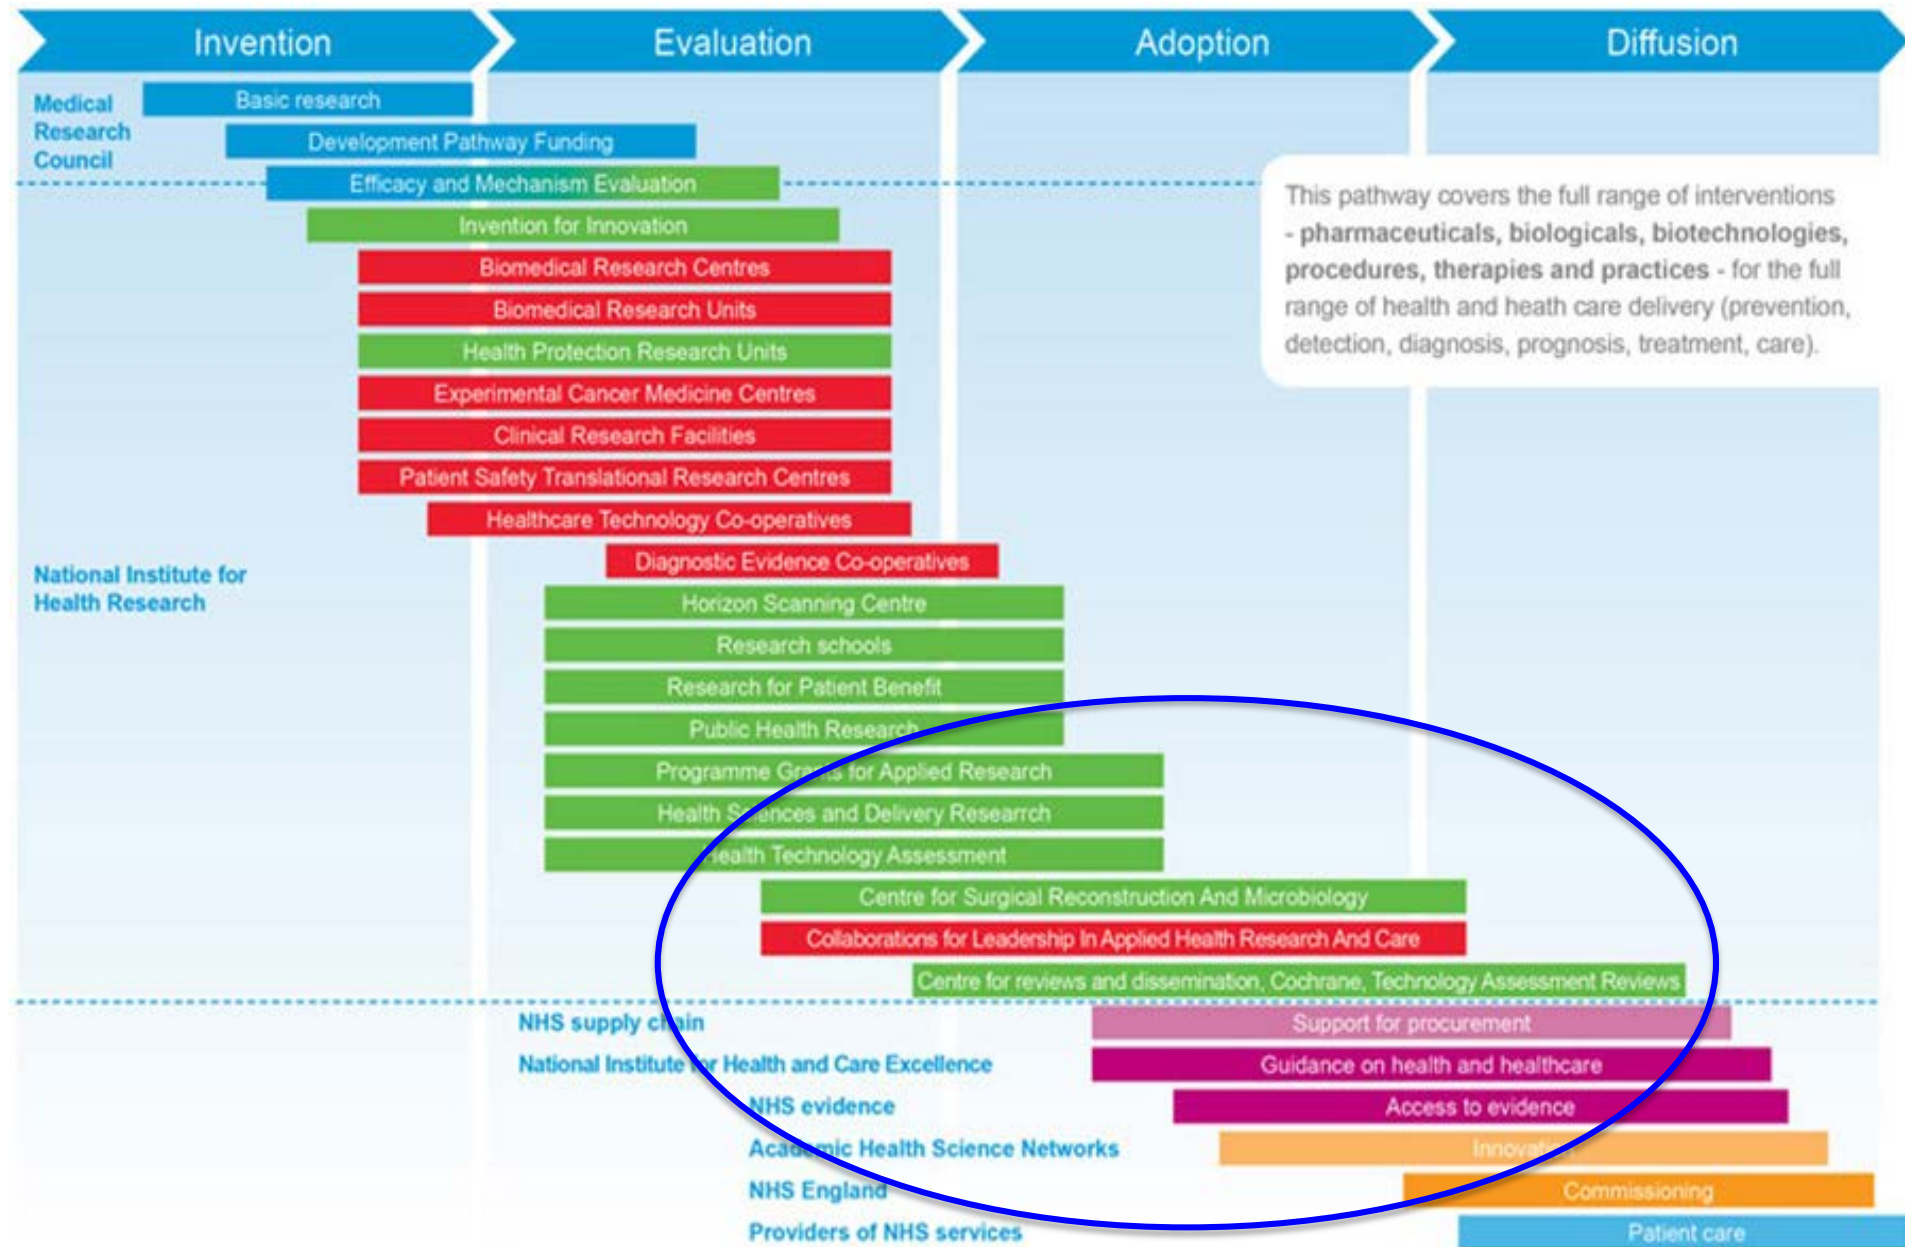 Invention
Evaluation
Adoption
Diffusion
Medical
Research
Council
Basic research
Development Pathway Funding
Efficacy and Mechanism Evaluation
Invention for Innovation
Biomedical Research Centres
Biomedical Research Units
Health Protection Research Units
Experimental Cancer Medicine Centres
Clinical Research Facilities
Patient Safety Translational Research Centres
Healthcare Technology Co-operatives
Diagnostic Evidence Co-operatives
This pathway covers the full range of interventions
- pharmaceuticals, biologicals, biotechnologies,
procedures, therapies and practices - for the full
range of health and heath care delivery (prevention,
detection, diagnosis, prognosis, treatment, care).
National Institute for
Health Research
Horizon Scanning Centre
Research schools
Research for Patient Benefit
Public Health Research
Programme Grants for Applied Research
Health Sciences and Delivery Researrch
Health Technology Assessment
Centre for Surgical Reconstruction And Microbiology
Collaborations for Leadership In Applied Health Research And Care
Centre for reviews and dissemination, Cochrane, Technology Assessment Reviews
NHS supply chain
Support for procurement
National Institute for Health and Care Excellence
Guidance on health and healthcare
NHS evidence
Access to evidence
Academic Health Science Networks
Innovation
NHS England
Commissioning
Providers of NHS services
Patient care